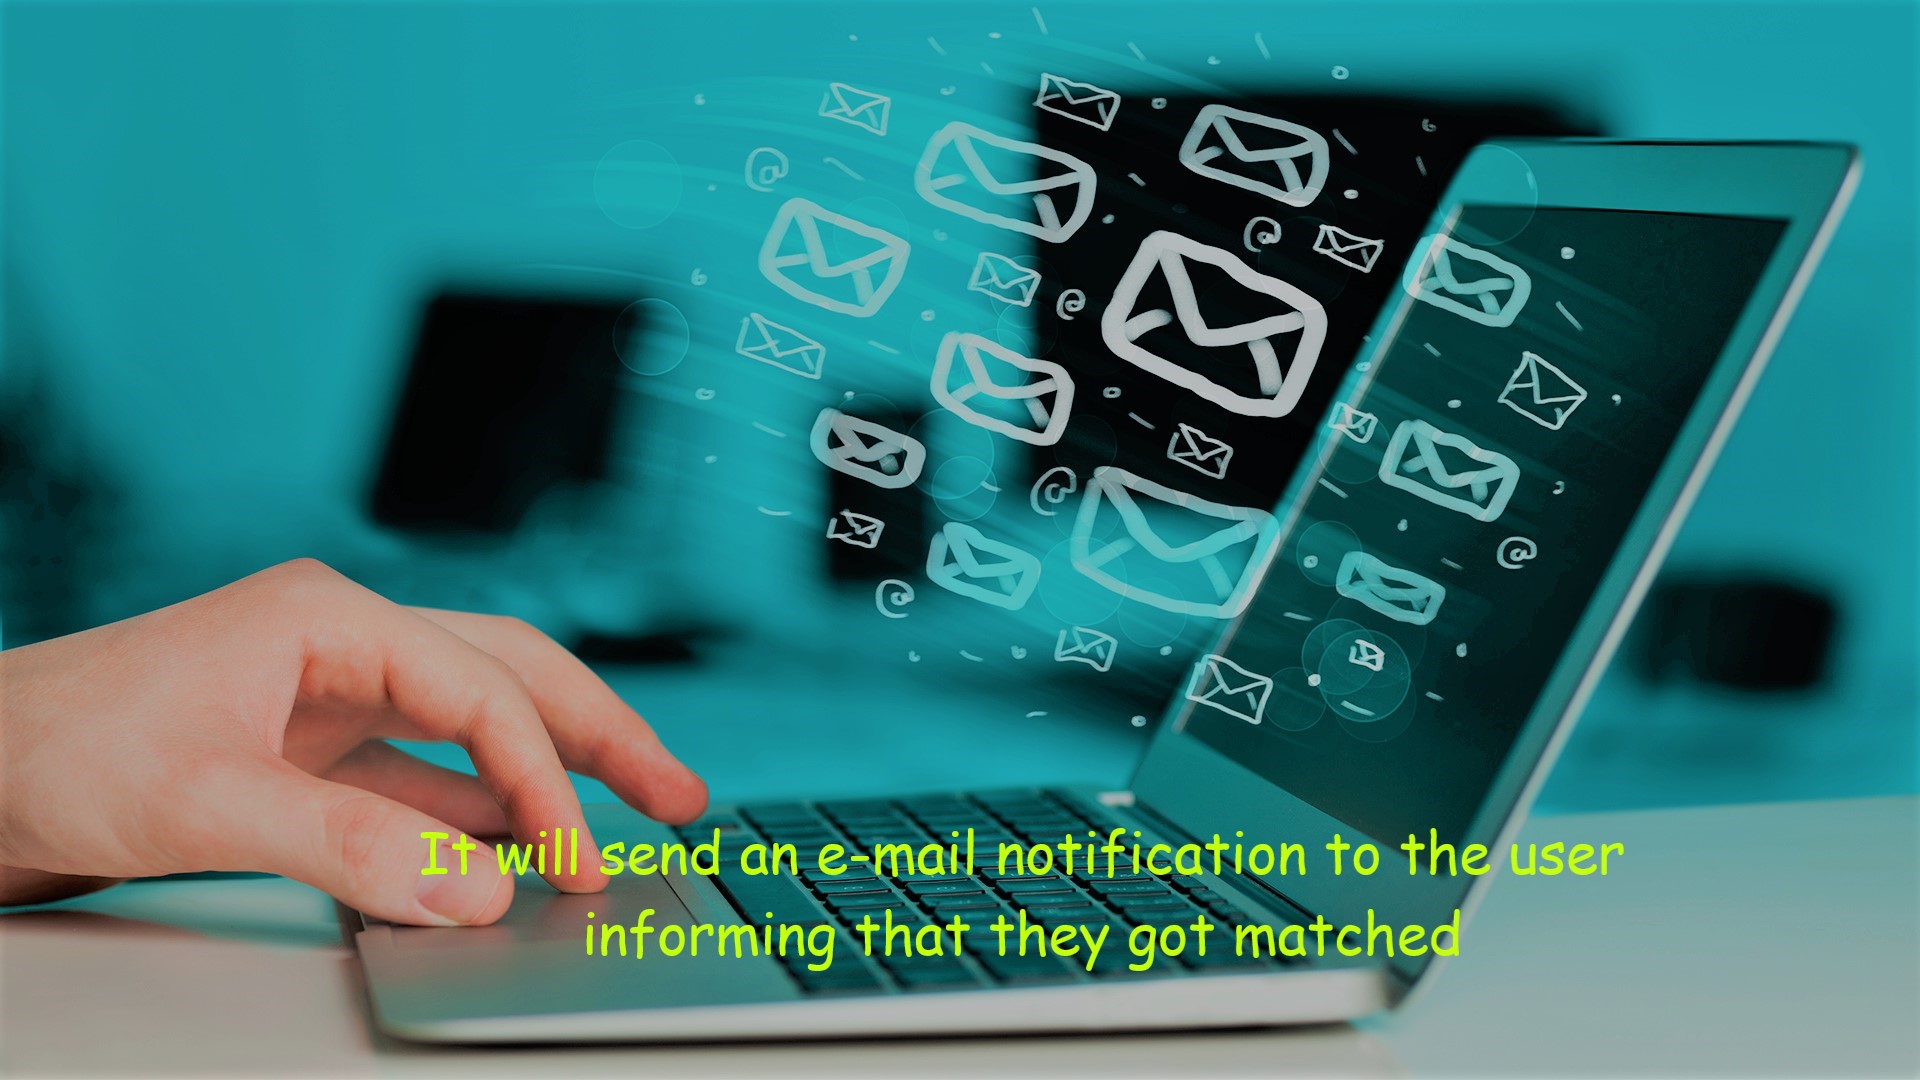 It will send an e-mail notification to the user
informing that they got matched